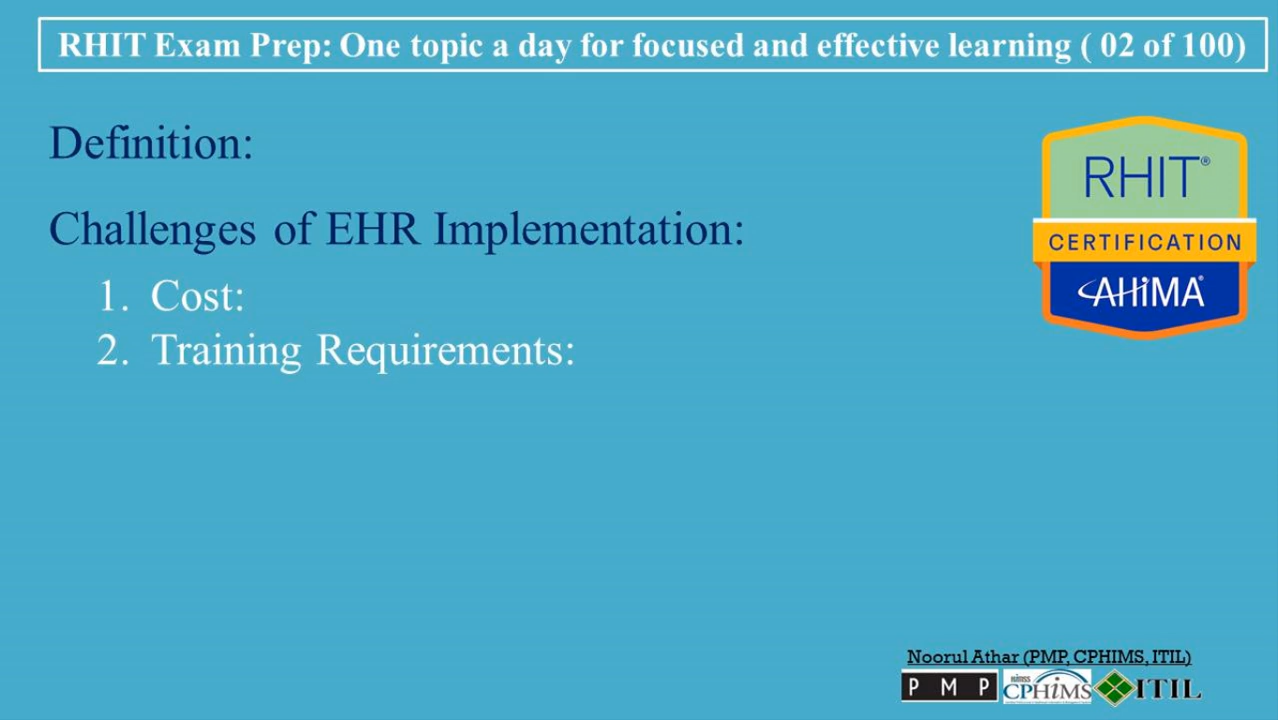 RHIT Exam Prep: One topic a day for focused and effective learning ( 02 of 100)
Definition:
Challenges of EHR Implementation:
1. Cost:
2. Training Requirements:
RHIT®
CERTIFICATION
AHiMA®
Noorul Athar (PMP, CPHIMS, ITIL)
P M P
himss
CPHiMS
ITIL